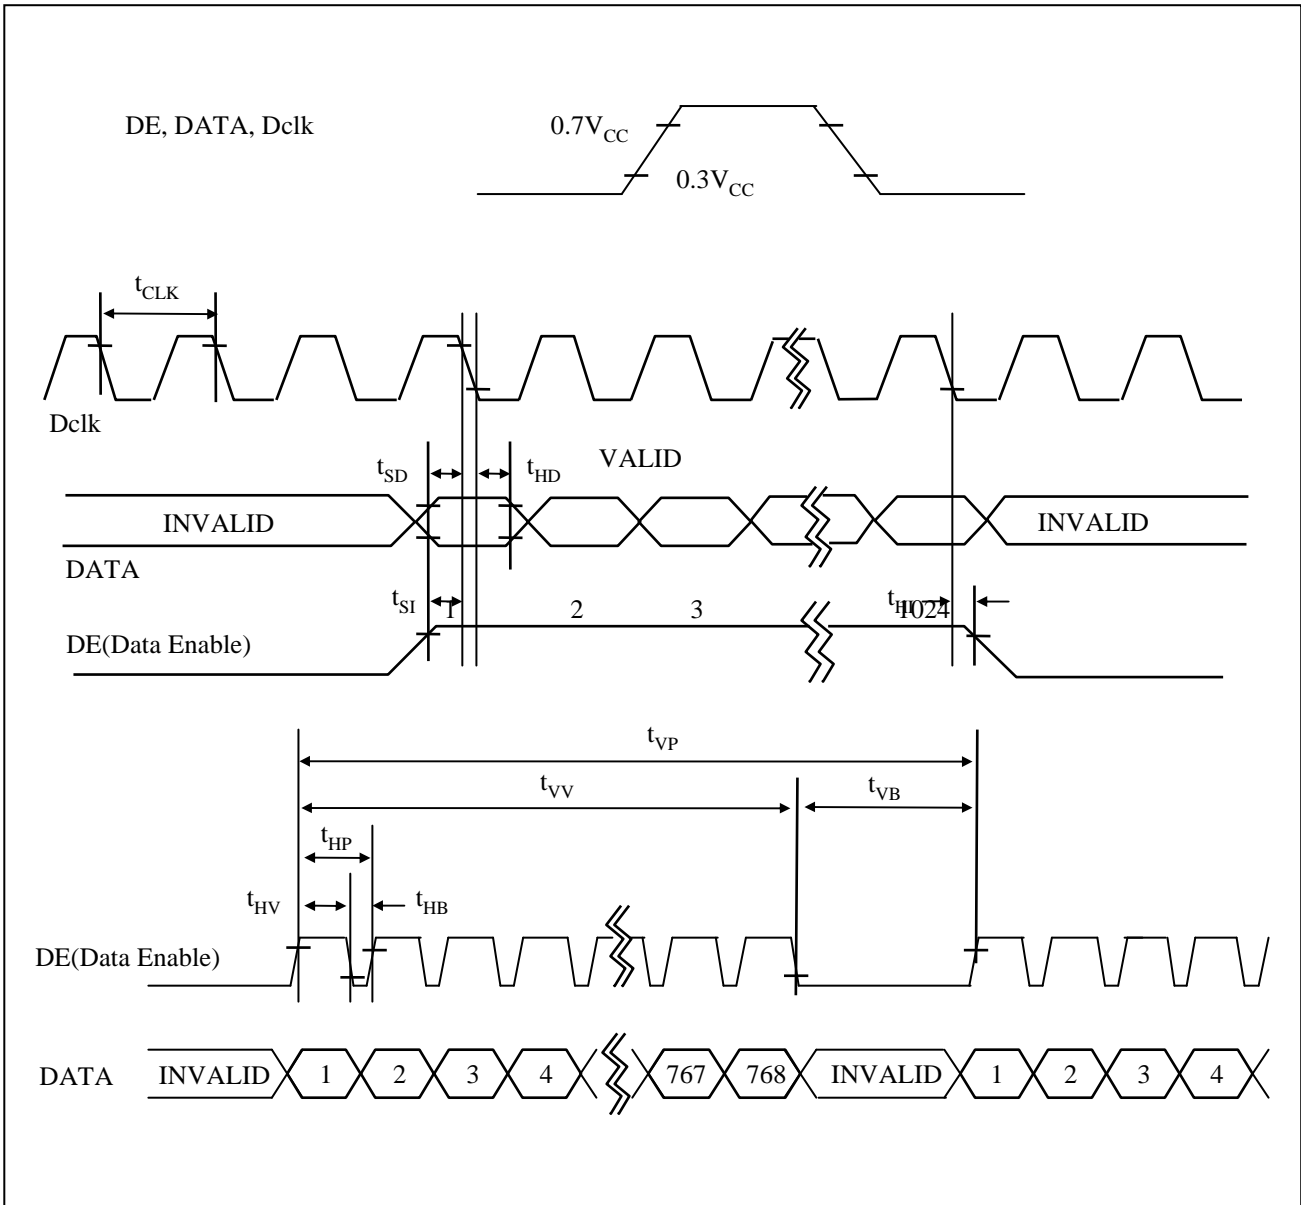 DE, DATA, Dclk
0.7VCC
0.3VCC
tCLK
Dclk
VALID
tSD
tHD
INVALID
INVALID
DATA
tSI
1
2
3
tHI
1024
DE(Data Enable)
tVP
tVV
tVB
tHP
tHV
tHB
DE(Data Enable)
DATA
INVALID
1
2
3
4
767
768
INVALID
1
2
3
4